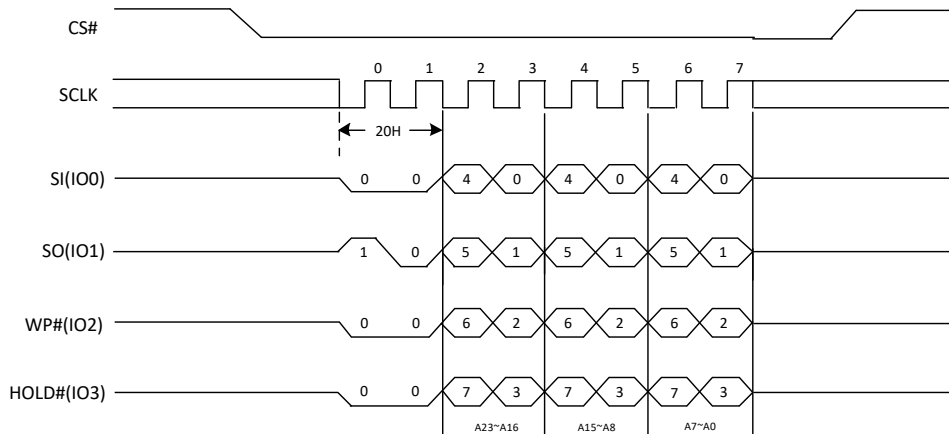 CS#
0 1 2 3 4 5 6 7
SCLK
20H
SI(IO0) 0 0 4 0 4 0 4 0
SO(IO1) 1 0 5 1 5 1 5 1
WP#(IO2) 0 0 6 2 6 2 6 2
HOLD#(IO3) 0 0 7 3 7 3 7 3
A23~A16 A15~A8 A7~A0